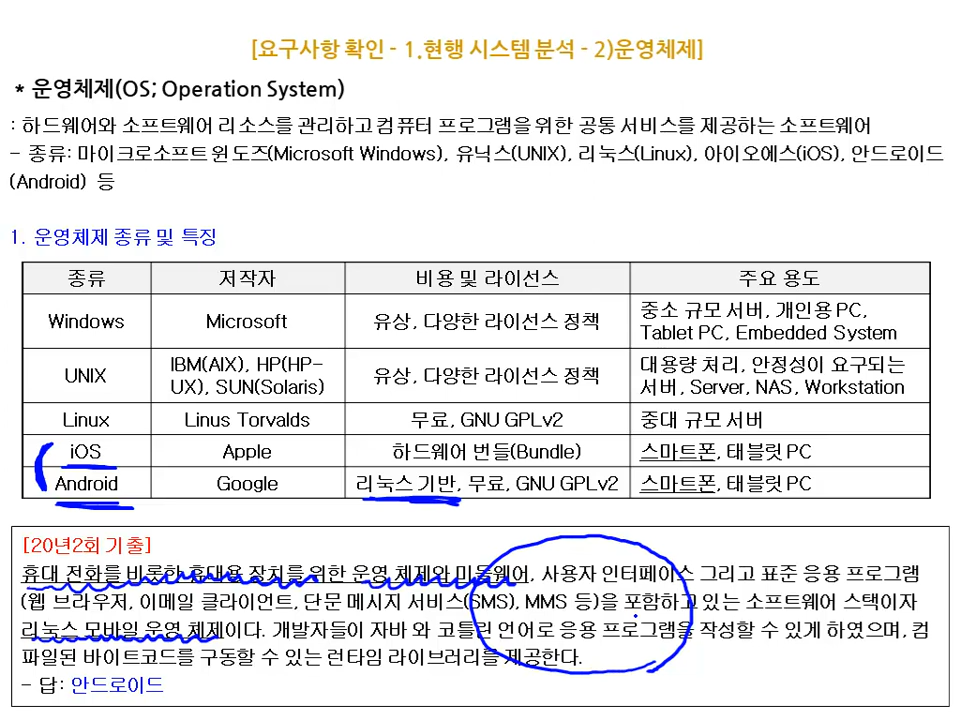 [요구사항 확인 - 1.현행 시스템 분석 - 2)운영체제]
* 운영체제(OS; Operation System)
: 하드웨어와 소프트웨어 리소스를 관리하고 컴퓨터 프로그램을 위한 공통 서비스를 제공하는 소프트웨어
- 종류: 마이크로소프트 윈도즈(Microsoft Windows), 유닉스(UNIX), 리눅스(Linux), 아이오에스(iOS), 안드로이드
(Android) 등
1. 운영체제 종류 및 특징
종류 저작자 비용 및 라이선스 주요 용도
Windows Microsoft 유상, 다양한 라이선스 정책 중소 규모 서버, 개인용 PC,
Tablet PC, Embedded System
UNIX IBM(AIX), HP(HP-
UX), SUN(Solaris) 유상, 다양한 라이선스 정책 대용량 처리, 안정성이 요구되는
서버, Server, NAS, Workstation
Linux Linus Torvalds 무료, GNU GPLv2 중대 규모 서버
iOS Apple 하드웨어 번들(Bundle) 스마트폰, 태블릿 PC
Android Google 리눅스 기반, 무료, GNU GPLv2 스마트폰, 태블릿 PC
[20년2회 기출]
휴대 전화를 비롯한 휴대용 장치를 위한 운영 체제와 미들웨어, 사용자 인터페이스 그리고 표준 응용 프로그램
(웹 브라우저, 이메일 클라이언트, 단문 메시지 서비스(SMS), MMS 등)을 포함하고 있는 소프트웨어 스택이자
리눅스 모바일 운영 체제이다. 개발자들이 자바 와 코틀린 언어로 응용 프로그램을 작성할 수 있게 하였으며, 컴
파일된 바이트코드를 구동할 수 있는 런타임 라이브러리를 제공한다.
- 답: 안드로이드